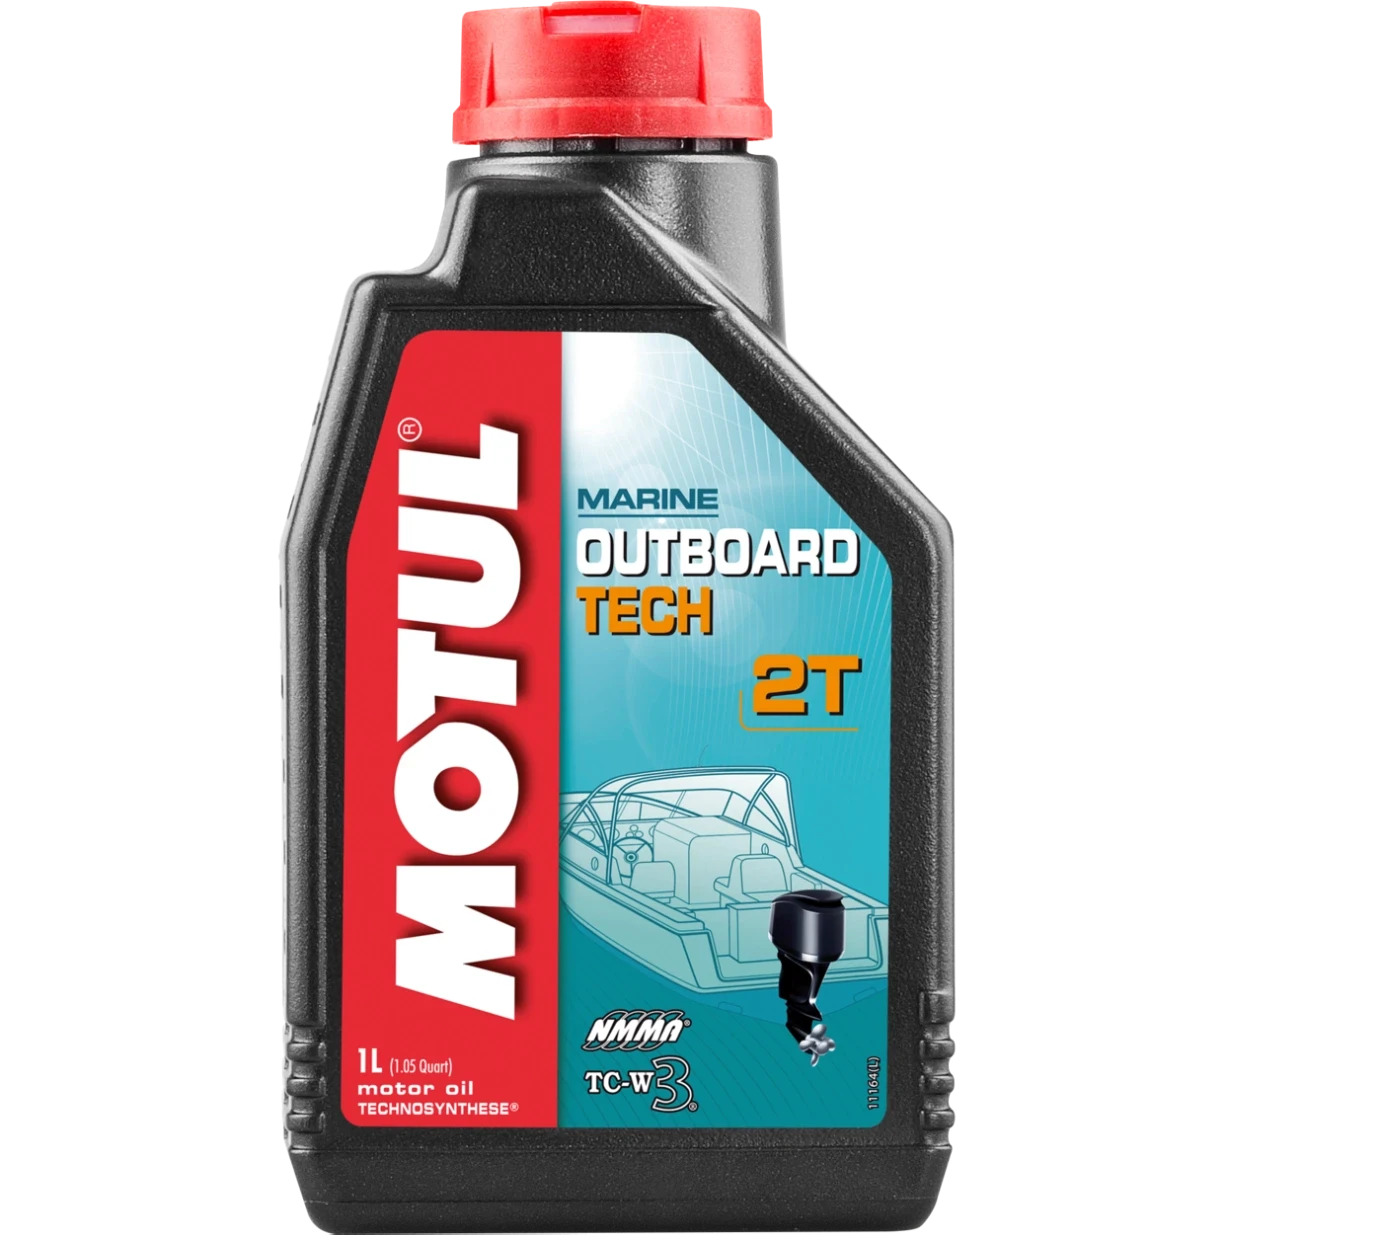 MOTUL®
MARINE
OUTBOARD
TECH
2T
NMMA®
TC-W3®
1L (1.05 Quart)
motor oil
TECHNOSYNTHESE®
11164(L)